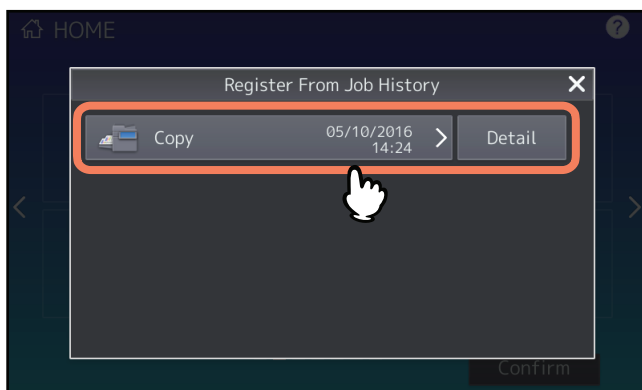 HOME
?
Register From Job History
Copy
05/10/2016
14:24
Detail
Confirm